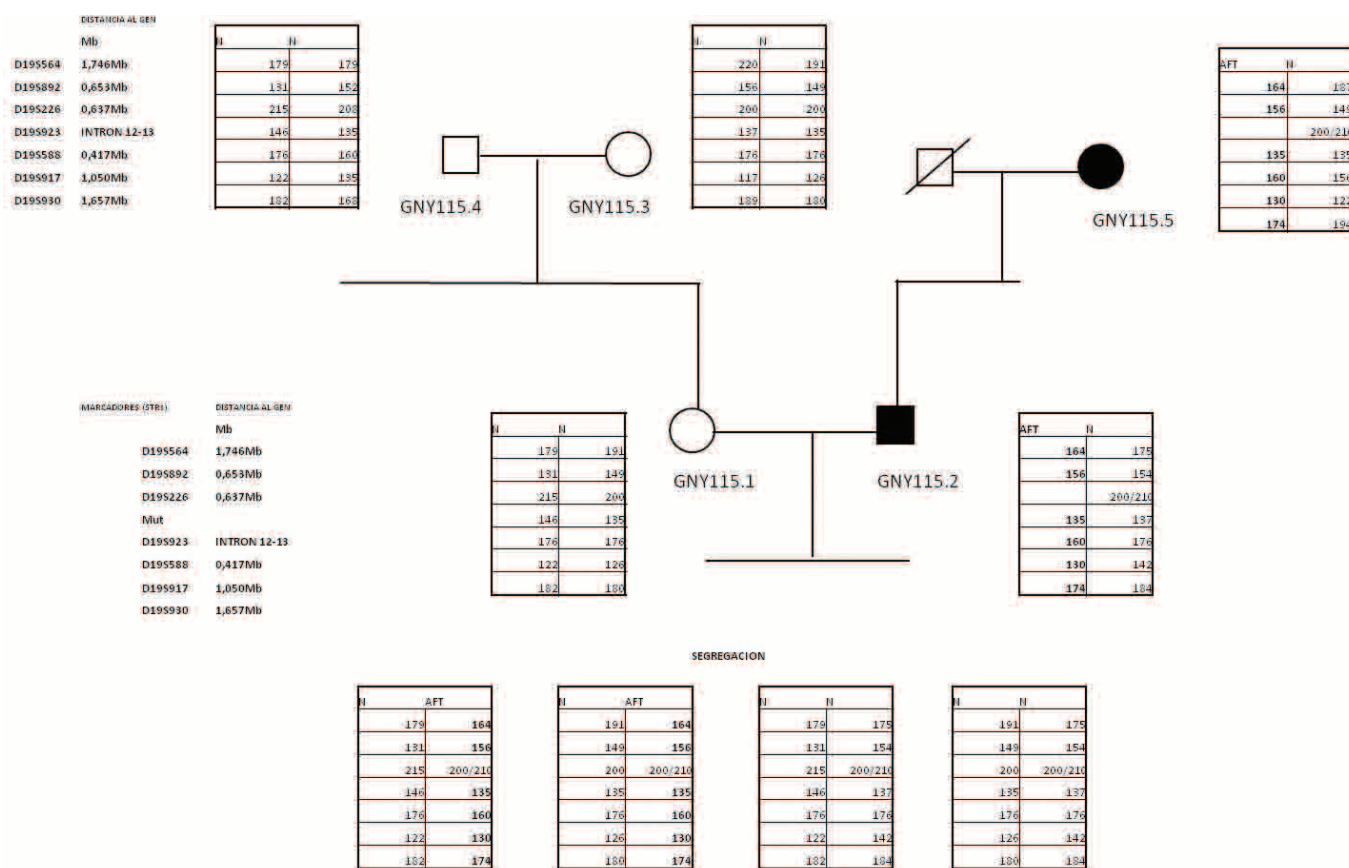 DISTANCIA AL GEN
Mb
D19S564 1,746Mb
D19S892 0,653Mb
D19S226 0,637Mb
D19S923 INTRON 12-13
D19S588 0,417Mb
D19S917 1,050Mb
D19S930 1,657Mb
N N
179 179
131 152
215 208
146 135
176 160
122 135
182 168
GNY115.4
GNY115.3
N N
220 191
156 149
200 200
137 135
176 176
117 126
189 180
GNY115.5
AFT N
164 187
156 149
200/210
135 135
160 156
130 122
174 194
MARCADORES (STRs) DISTANCIA AL GEN
Mb
D19S564 1,746Mb
D19S892 0,653Mb
D19S226 0,637Mb
Mut
D19S923 INTRON 12-13
D19S588 0,417Mb
D19S917 1,050Mb
D19S930 1,657Mb
N N
179 191
131 149
215 200
146 135
176 176
122 126
182 180
GNY115.1
GNY115.2
AFT N
164 175
156 154
200/210
135 137
160 176
130 142
174 184
SEGREGACION
N AFT
179 164
131 156
215 200/210
146 135
176 160
122 130
182 174
N AFT
191 164
149 156
200 200/210
135 135
176 160
126 130
180 174
N N
179 175
131 154
215 200/210
146 137
176 176
122 142
182 184
N N
191 175
149 154
200 200/210
135 137
176 176
126 142
180 184